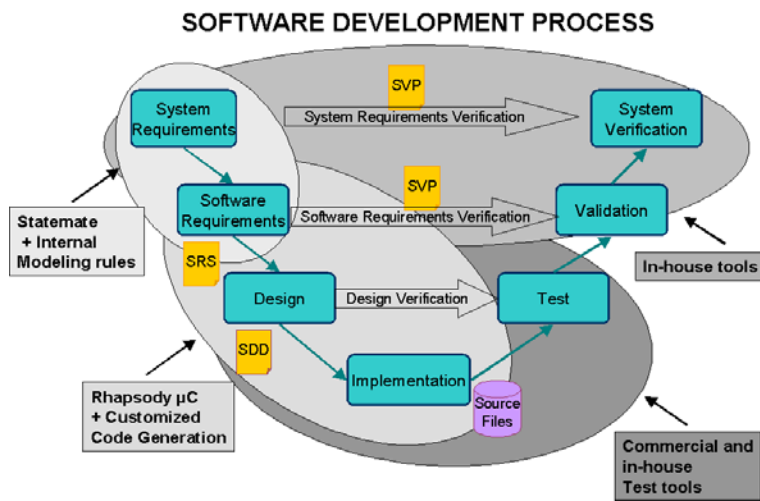 SOFTWARE DEVELOPMENT PROCESS
SVP
System
Requirements
System Requirements Verification
System
Verification
SVP
Software
Requirements
Software Requirements Verification
Validation
Statemate
+ Internal
Modeling rules
SRS
In-house tools
Design
Design Verification
Test
SDD
Implementation
Source
Files
Rhapsody µC
+ Customized
Code Generation
Commercial and
in-house
Test tools